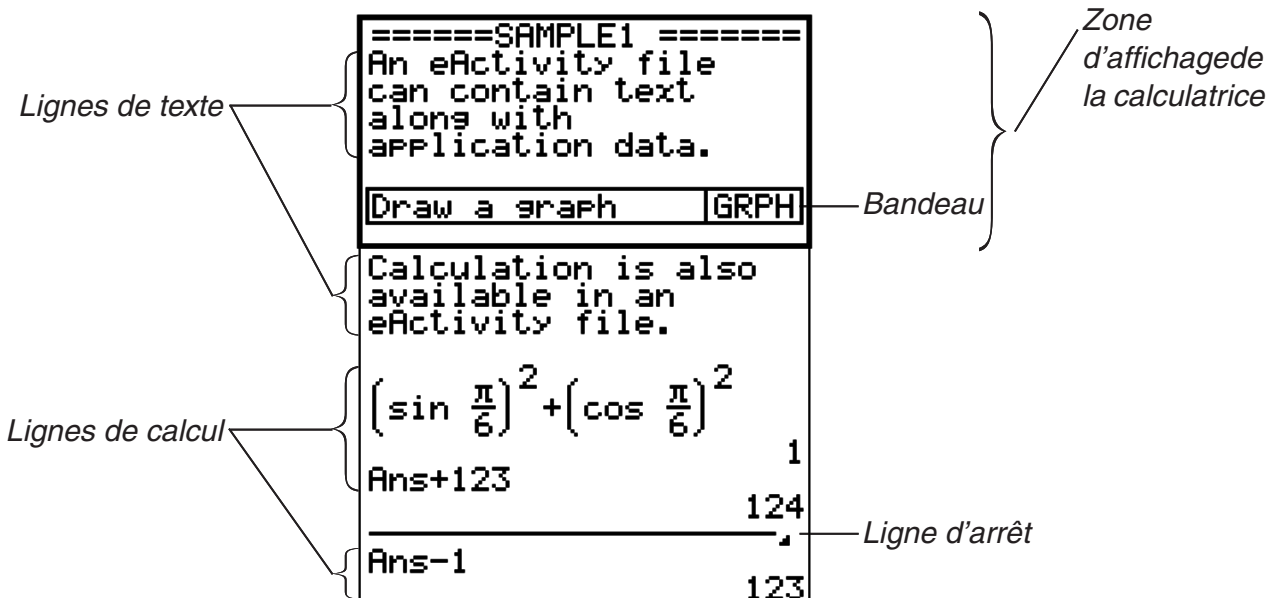 ======SAMPLE1 =======
An eActivity file
can contain text
along with
application data.
Draw a graph GRPH
Calculation is also
available in an
eActivity file.
(sin π/6)²+(cos π/6)²
1
Ans+123
124
Ans-1
123
Lignes de texte
Lignes de calcul
Zone
d'affichagede
la calculatrice
Bandeau
Ligne d'arrêt